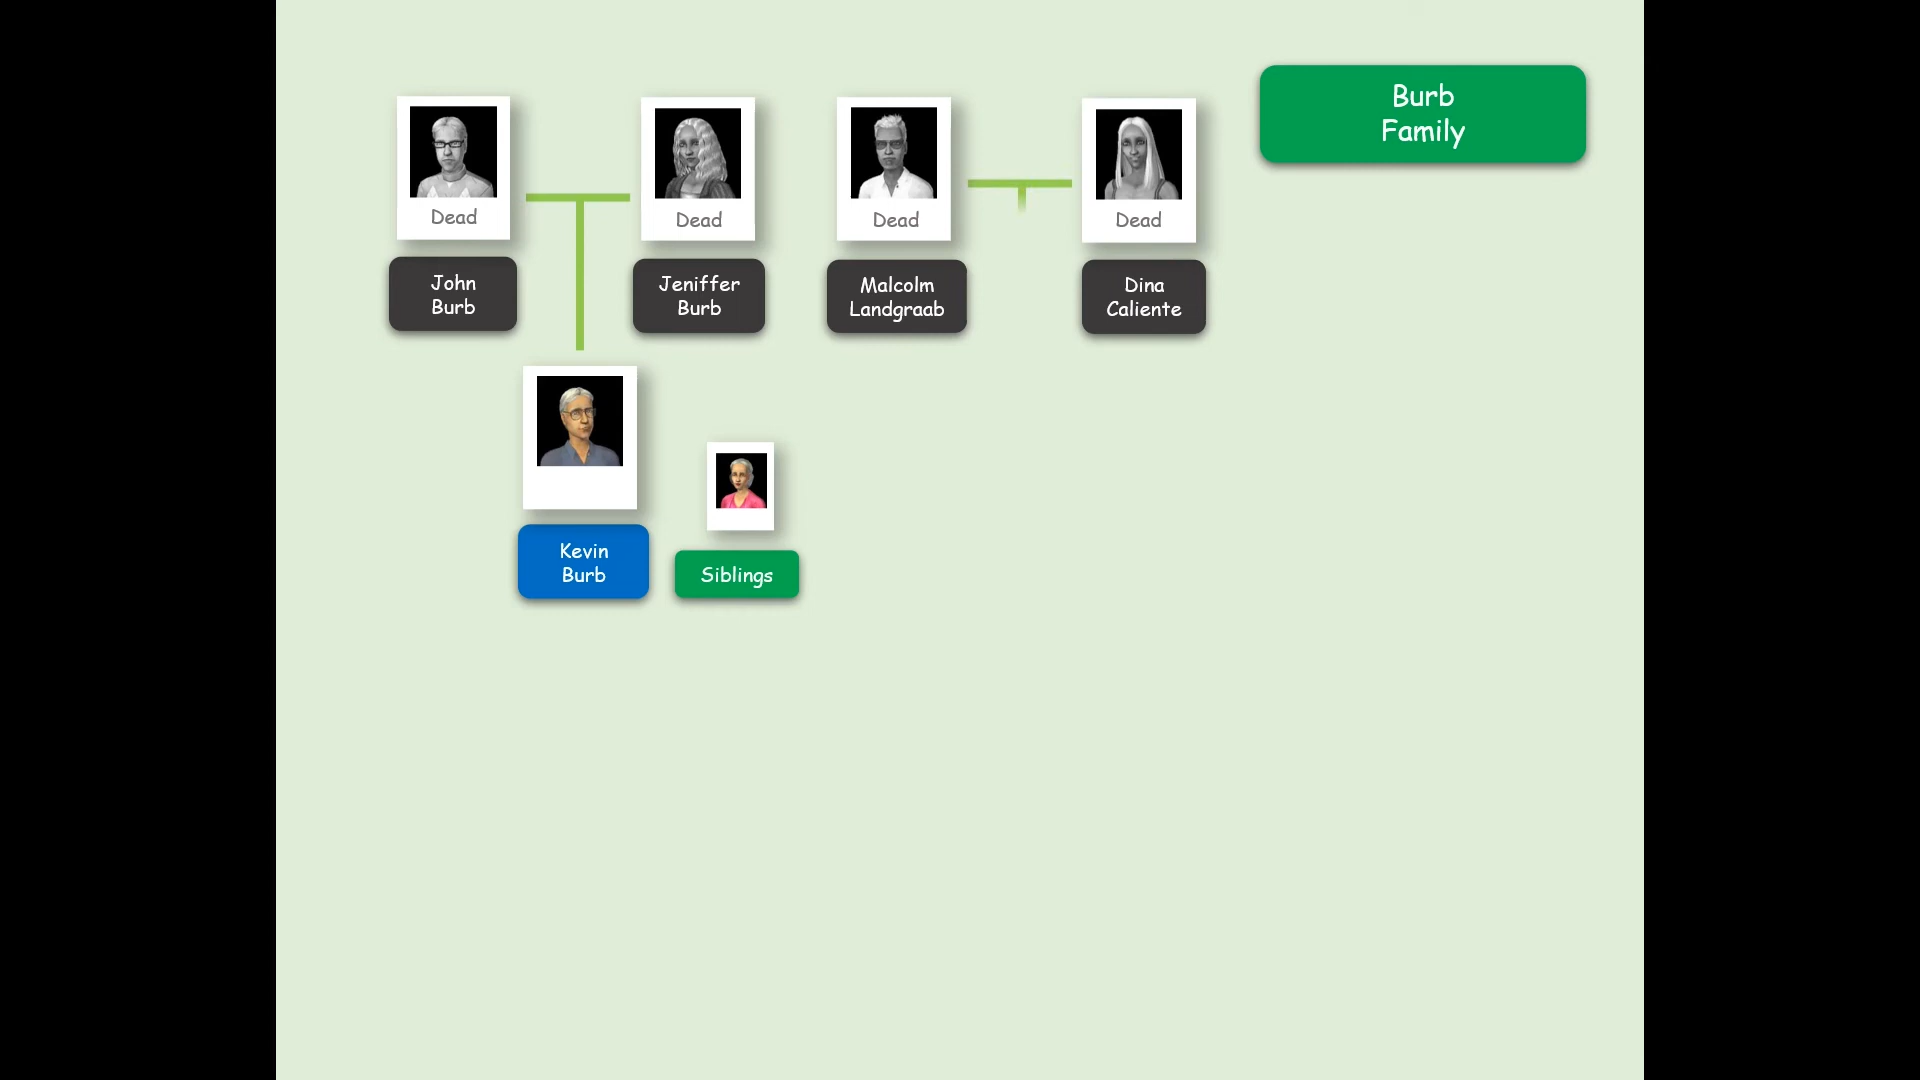 Burb
Family
Dead
Dead
Dead
Dead
John
Burb
Jeniffer
Burb
Malcolm
Landgraab
Dina
Caliente
Kevin
Burb
Siblings